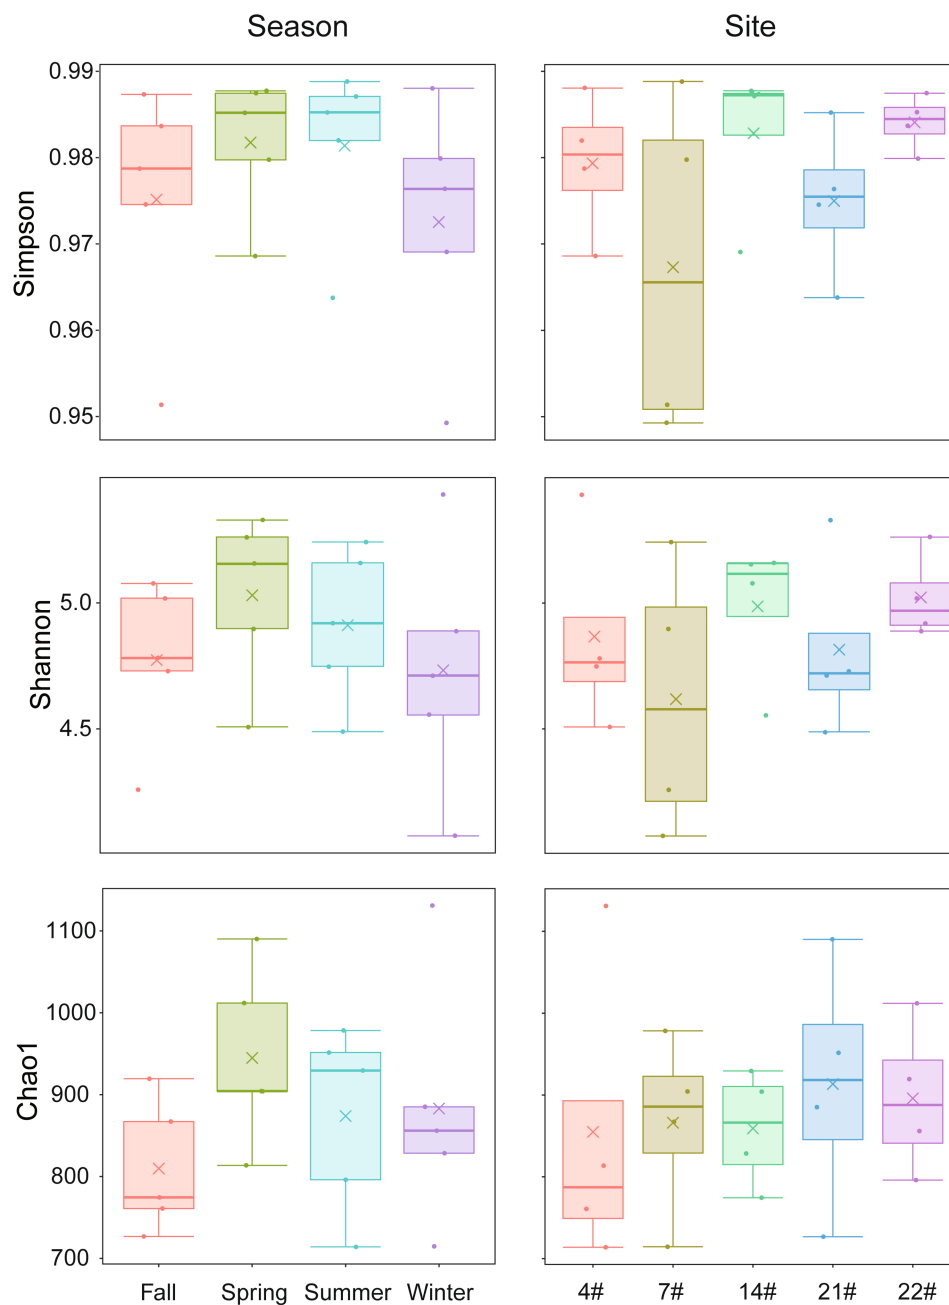 Season Site
Simpson
0.99
0.98
0.97
0.96
0.95
Shannon
5.0
4.5
Chao1
1100
1000
900
800
700
Fall Spring Summer Winter 4# 7# 14# 21# 22#